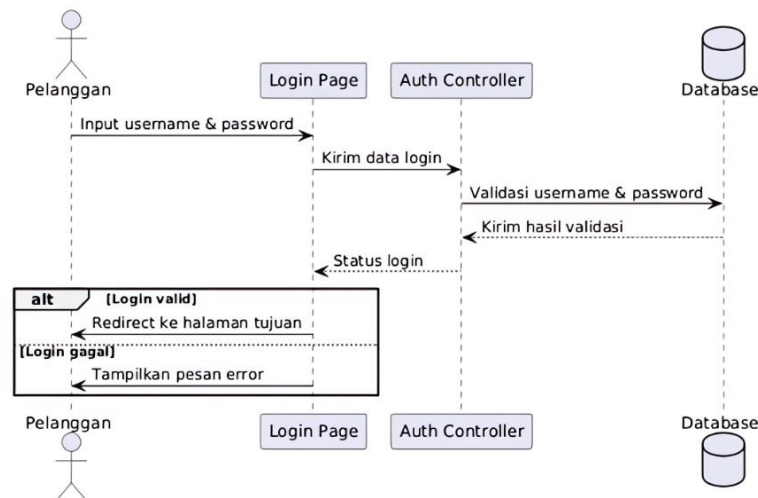 Pelanggan
Login Page
Auth Controller
Database
Input username & password
Kirim data login
Validasi username & password
Kirim hasil validasi
Status login
alt [Login valid]
Redirect ke halaman tujuan
[Login gagal]
Tampilkan pesan error
Pelanggan
Login Page
Auth Controller
Database